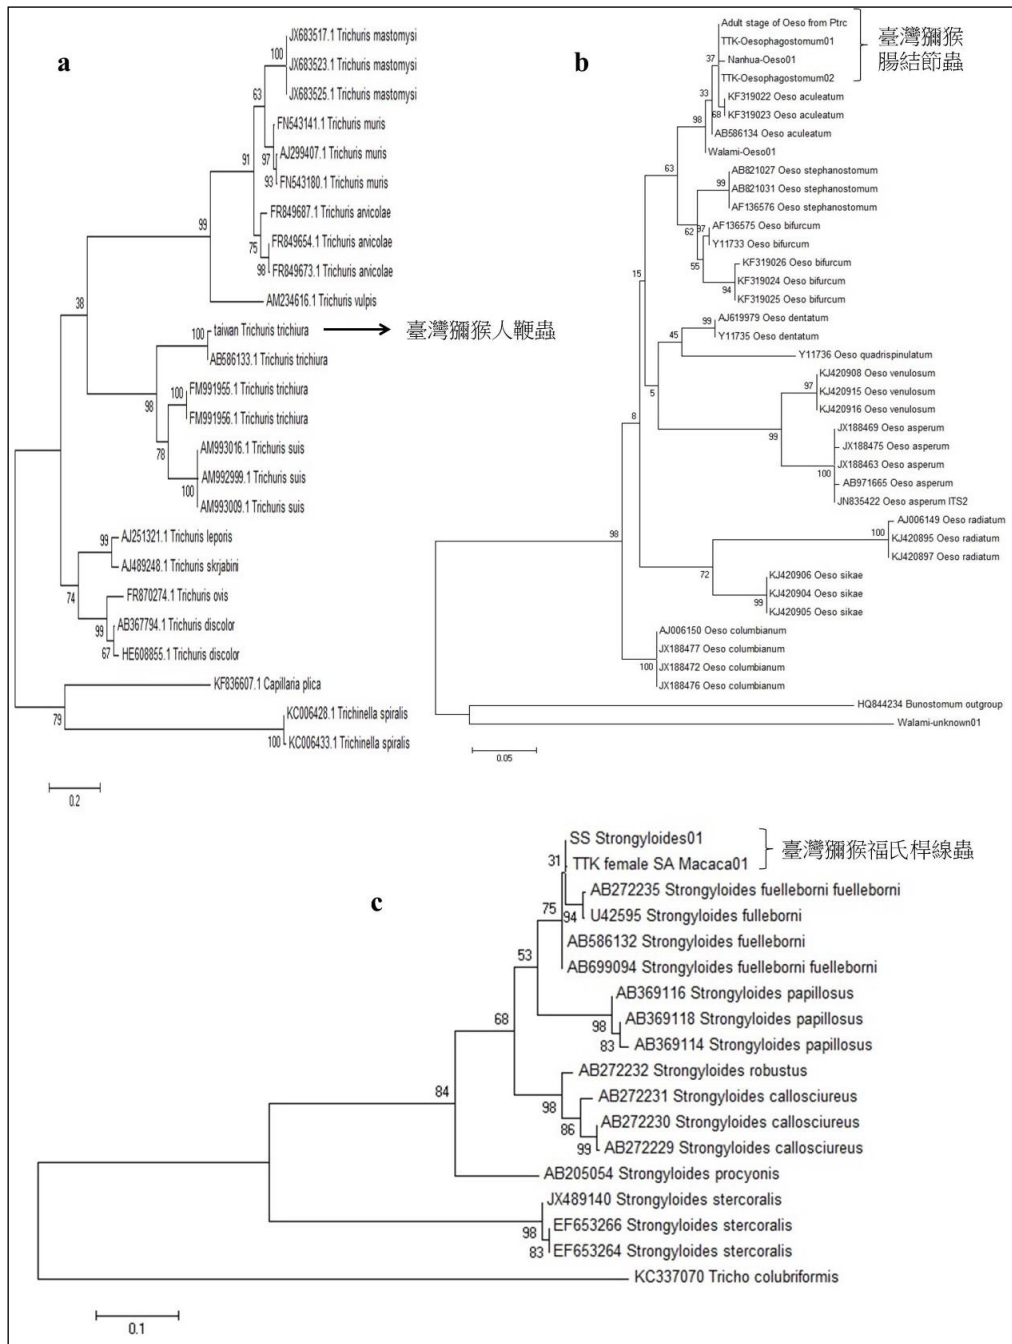 a
JX683517.1 Trichuris mastomysi
JX683523.1 Trichuris mastomysi
JX683525.1 Trichuris mastomysi
FN543141.1 Trichuris muris
AJ299407.1 Trichuris muris
FN543180.1 Trichuris muris
FR849687.1 Trichuris arvicolae
FR849654.1 Trichuris arvicolae
FR849673.1 Trichuris arvicolae
AM234616.1 Trichuris vulpis
taiwan Trichuris trichiura
臺灣獼猴人鞭蟲
AB586133.1 Trichuris trichiura
FM991955.1 Trichuris trichiura
FM991956.1 Trichuris trichiura
AM993016.1 Trichuris suis
AM992999.1 Trichuris suis
AM993009.1 Trichuris suis
AJ251321.1 Trichuris leporis
AJ489248.1 Trichuris skrjabini
FR870274.1 Trichuris ovis
AB367794.1 Trichuris discolor
HE608855.1 Trichuris discolor
KF836607.1 Capillaria plica
KC006428.1 Trichinella spiralis
KC006433.1 Trichinella spiralis
100
63
97
93
91
75
98
99
38
100
98
100
78
100
99
74
99
67
79
100
0.2
b
Adult stage of Oeso from Ptrc
TTK-Oesophagostomum01
Nanhua-Oeso01
TTK-Oesophagostomum02
臺灣獼猴
腸結節蟲
KF319022 Oeso aculeatum
KF319023 Oeso aculeatum
AB586134 Oeso aculeatum
Walami-Oeso01
AB821027 Oeso stephanostomum
AB821031 Oeso stephanostomum
AF136576 Oeso stephanostomum
AF136575 Oeso bifurcum
Y11733 Oeso bifurcum
KF319026 Oeso bifurcum
KF319024 Oeso bifurcum
KF319025 Oeso bifurcum
AJ619979 Oeso dentatum
Y11735 Oeso dentatum
Y11736 Oeso quadrispinulatum
KJ420908 Oeso venulosum
KJ420915 Oeso venulosum
KJ420916 Oeso venulosum
JX188469 Oeso asperum
JX188475 Oeso asperum
JX188463 Oeso asperum
AB971665 Oeso asperum
JN835422 Oeso asperum ITS2
AJ006149 Oeso radiatum
KJ420895 Oeso radiatum
KJ420897 Oeso radiatum
KJ420906 Oeso sikae
KJ420904 Oeso sikae
KJ420905 Oeso sikae
AJ006150 Oeso columbianum
JX188477 Oeso columbianum
JX188472 Oeso columbianum
JX188476 Oeso columbianum
HQ844234 Bunostomum outgroup
Walami-unknown01
37
33
68
98
63
99
62
97
55
94
15
99
45
5
97
99
100
8
100
72
99
98
100
0.05
c
SS Strongyloides01
TTK female SA Macaca01
臺灣獼猴福氏桿線蟲
AB272235 Strongyloides fuelleborni fuelleborni
U42595 Strongyloides fulleborni
AB586132 Strongyloides fuelleborni
AB699094 Strongyloides fuelleborni fuelleborni
AB369116 Strongyloides papillosus
AB369118 Strongyloides papillosus
AB369114 Strongyloides papillosus
AB272232 Strongyloides robustus
AB272231 Strongyloides callosciureus
AB272230 Strongyloides callosciureus
AB272229 Strongyloides callosciureus
AB205054 Strongyloides procyonis
JX489140 Strongyloides stercoralis
EF653266 Strongyloides stercoralis
EF653264 Strongyloides stercoralis
KC337070 Tricho colubriformis
31
75
94
53
98
83
68
98
86
99
84
98
83
0.1